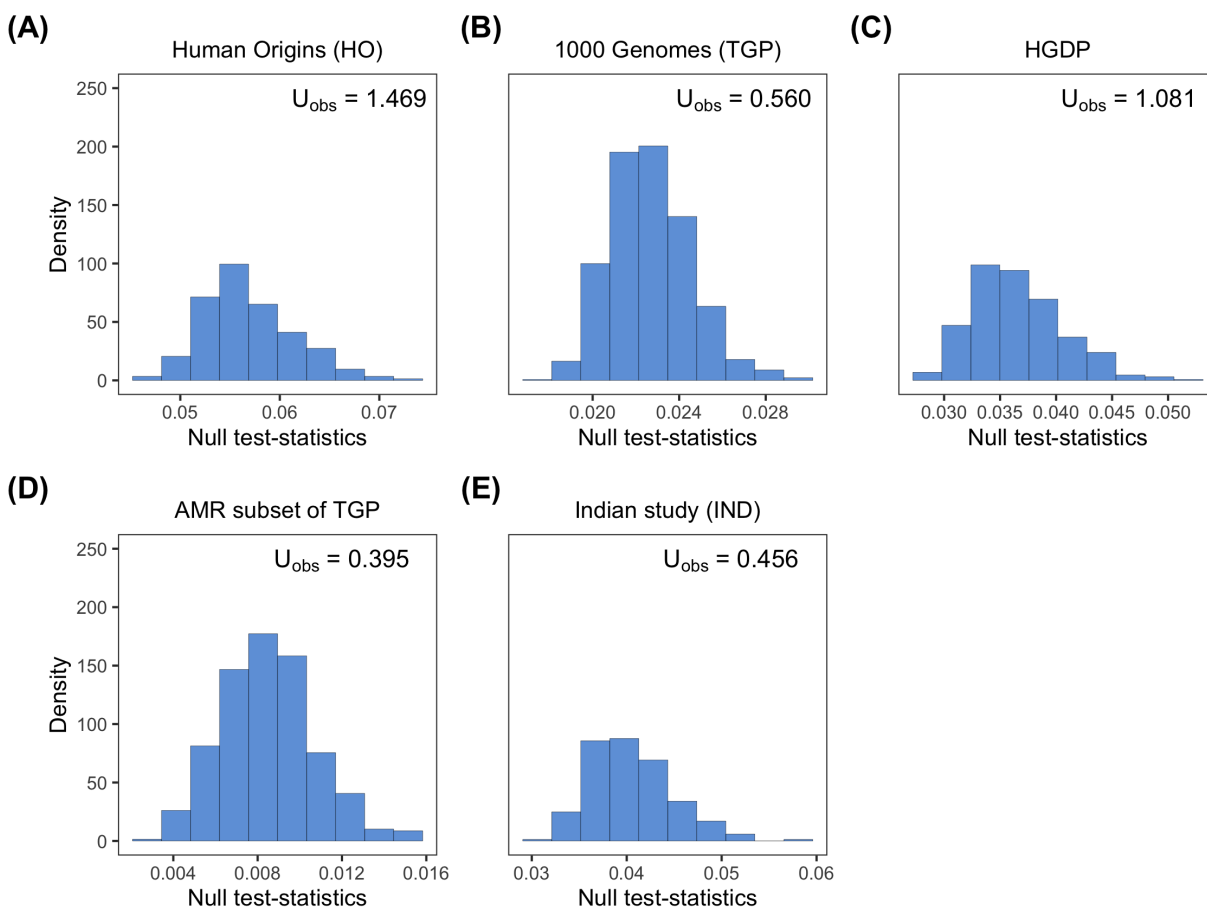 (A)
Human Origins (HO)
U_obs = 1.469
250
200
150
100
50
0
Density
0.05 0.06 0.07
Null test-statistics
(B)
1000 Genomes (TGP)
U_obs = 0.560
0.020 0.024 0.028
Null test-statistics
(C)
HGDP
U_obs = 1.081
0.030 0.035 0.040 0.045 0.050
Null test-statistics
(D)
AMR subset of TGP
U_obs = 0.395
250
200
150
100
50
0
Density
0.004 0.008 0.012 0.016
Null test-statistics
(E)
Indian study (IND)
U_obs = 0.456
0.03 0.04 0.05 0.06
Null test-statistics